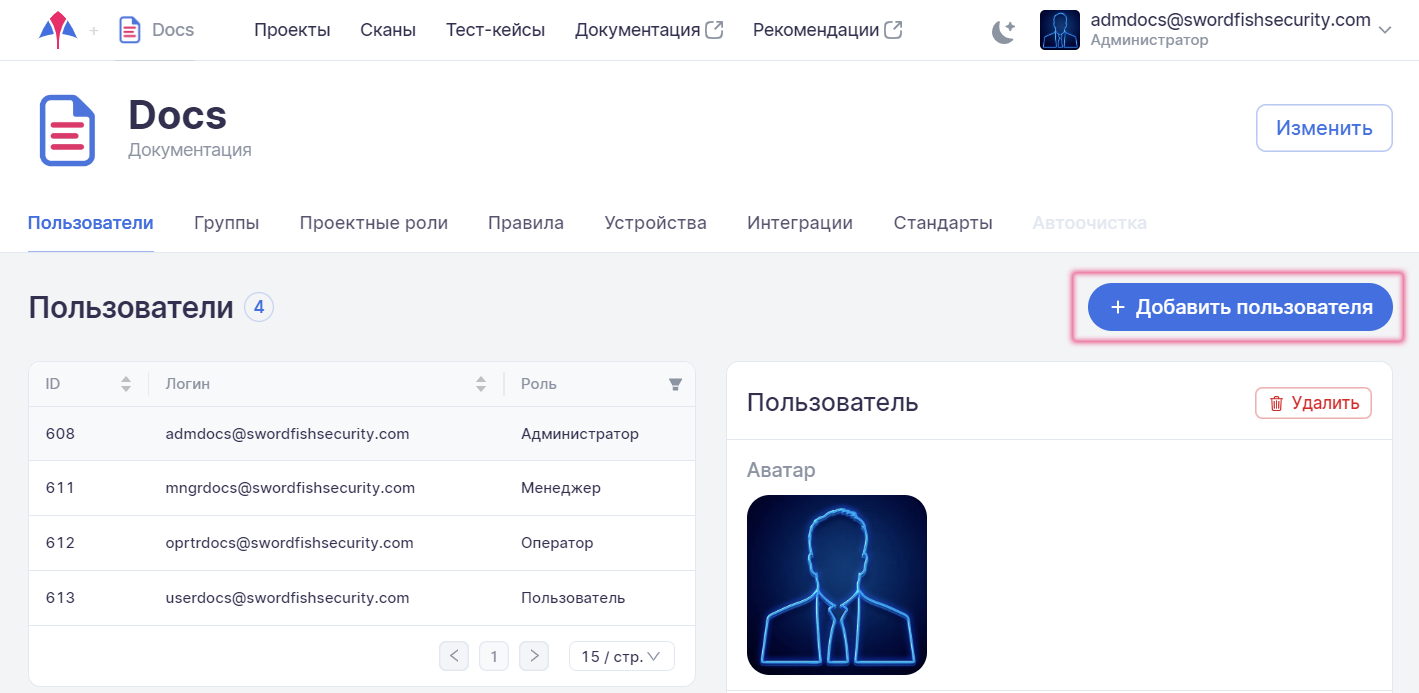 Docs Проекты Сканы Тест-кейсы Документация Рекомендации admdocs@swordfishsecurity.com
Администратор
Docs
Документация
Изменить
Пользователи Группы Проектные роли Правила Устройства Интеграции Стандарты Автоочистка
Пользователи 4
+ Добавить пользователя
ID Логин Роль
608 admdocs@swordfishsecurity.com Администратор
611 mngrdocs@swordfishsecurity.com Менеджер
612 oprtrdocs@swordfishsecurity.com Оператор
613 userdocs@swordfishsecurity.com Пользователь
< 1 > 15 / стр.
Пользователь
Удалить
Аватар